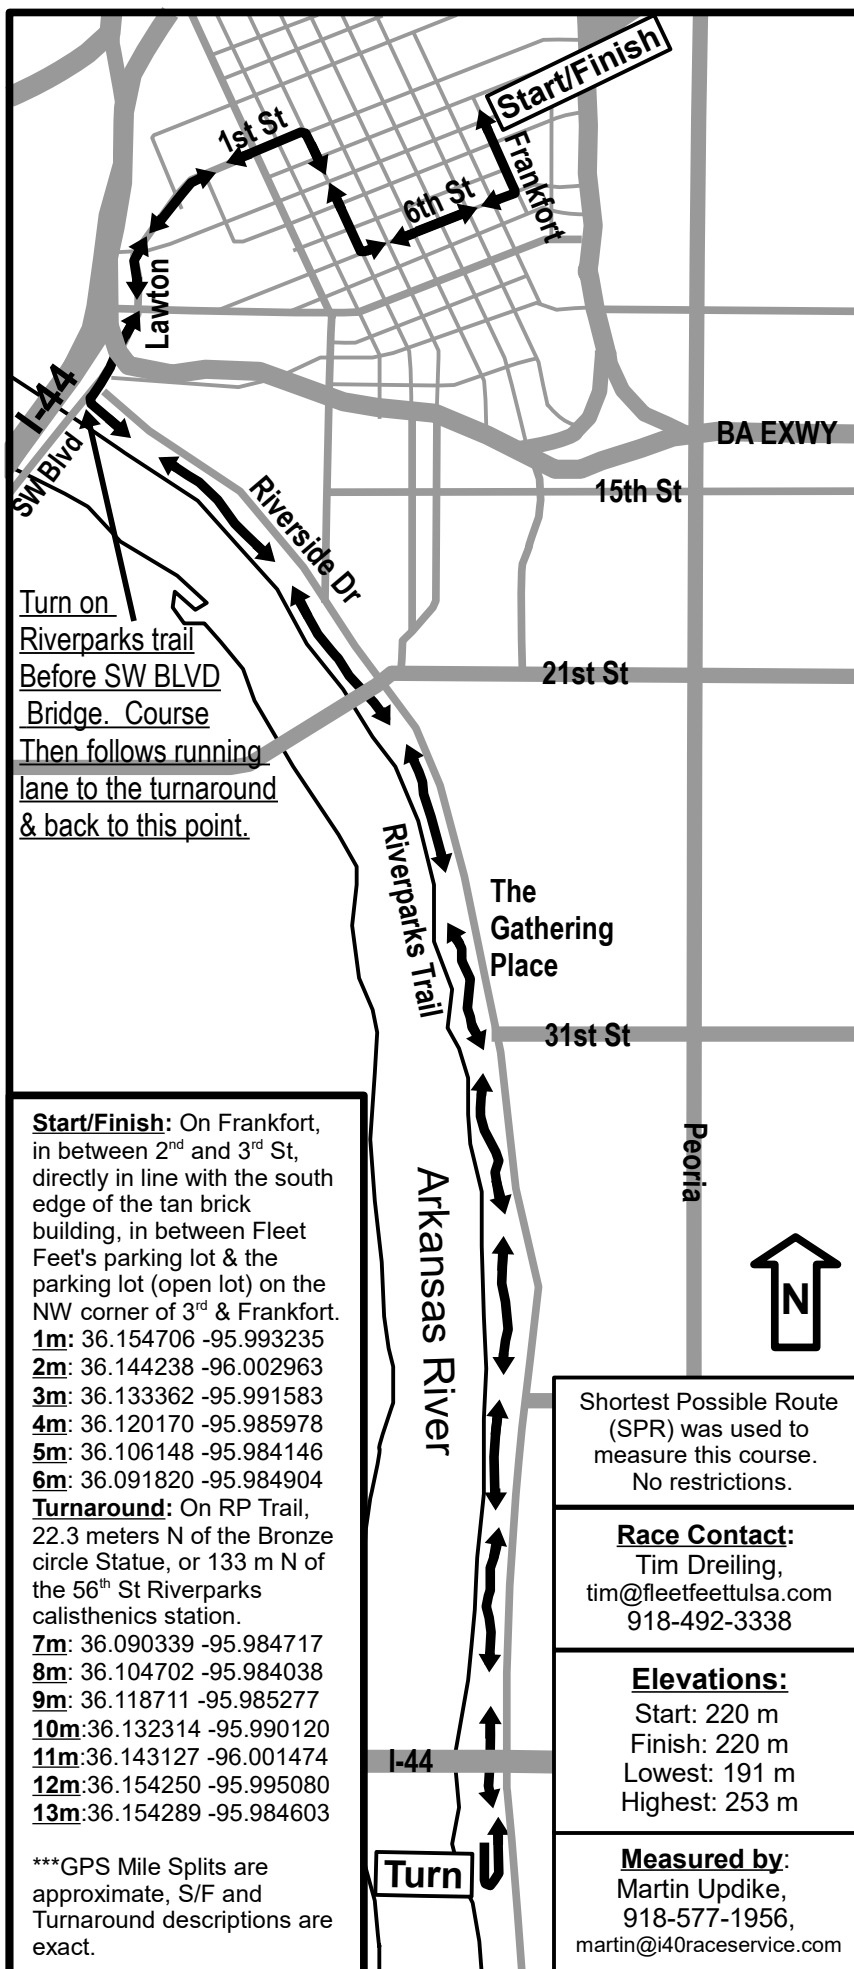 Start/Finish
1st St
6th St
Frankfort
Lawton
I-44
SW Blvd
BA EXWY
15th St
Riverside Dr
Turn on
Riverparks trail
Before SW BLVD
Bridge. Course
Then follows running
lane to the turnaround
& back to this point.
21st St
Riverparks Trail
The
Gathering
Place
31st St
Peoria
Arkansas River
N
Start/Finish: On Frankfort,
in between 2nd and 3rd St,
directly in line with the south
edge of the tan brick
building, in between Fleet
Feet's parking lot & the
parking lot (open lot) on the
NW corner of 3rd & Frankfort.
1m: 36.154706 -95.993235
2m: 36.144238 -96.002963
3m: 36.133362 -95.991583
4m: 36.120170 -95.985978
5m: 36.106148 -95.984146
6m: 36.091820 -95.984904
Turnaround: On RP Trail,
22.3 meters N of the Bronze
circle Statue, or 133 m N of
the 56th St Riverparks
calisthenics station.
7m: 36.090339 -95.984717
8m: 36.104702 -95.984038
9m: 36.118711 -95.985277
10m:36.132314 -95.990120
11m:36.143127 -96.001474
12m:36.154250 -95.995080
13m:36.154289 -95.984603
***GPS Mile Splits are
approximate, S/F and
Turnaround descriptions are
exact.
I-44
Turn
Shortest Possible Route
(SPR) was used to
measure this course.
No restrictions.
Race Contact:
Tim Dreiling,
tim@fleetfeettulsa.com
918-492-3338
Elevations:
Start: 220 m
Finish: 220 m
Lowest: 191 m
Highest: 253 m
Measured by:
Martin Updike,
918-577-1956,
martin@i40raceservice.com